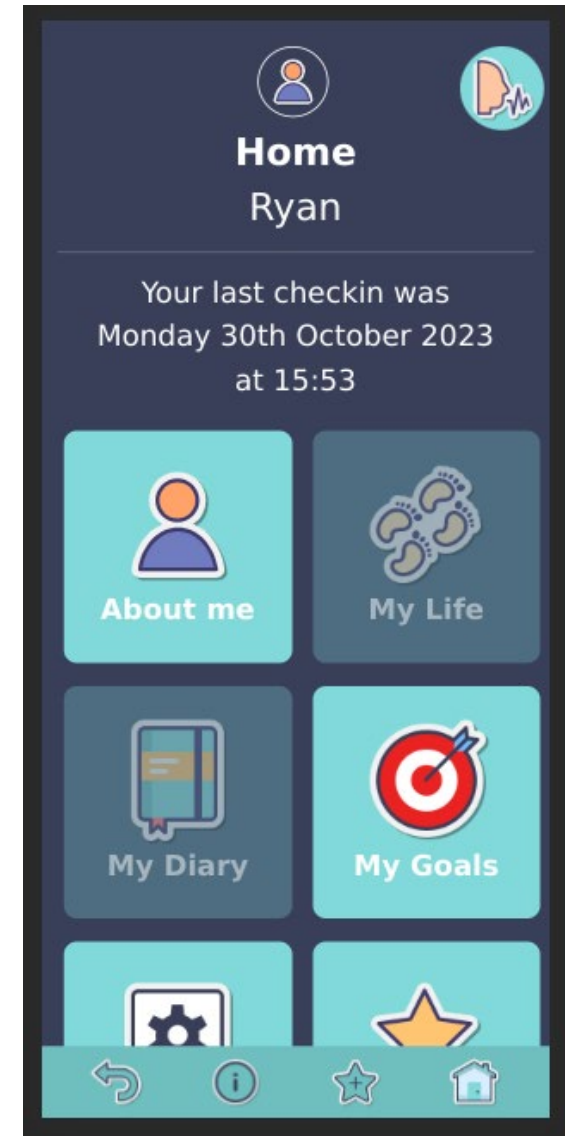 Home
Ryan
Your last checkin was
Monday 30th October 2023
at 15:53
About me
My Life
My Diary
My Goals